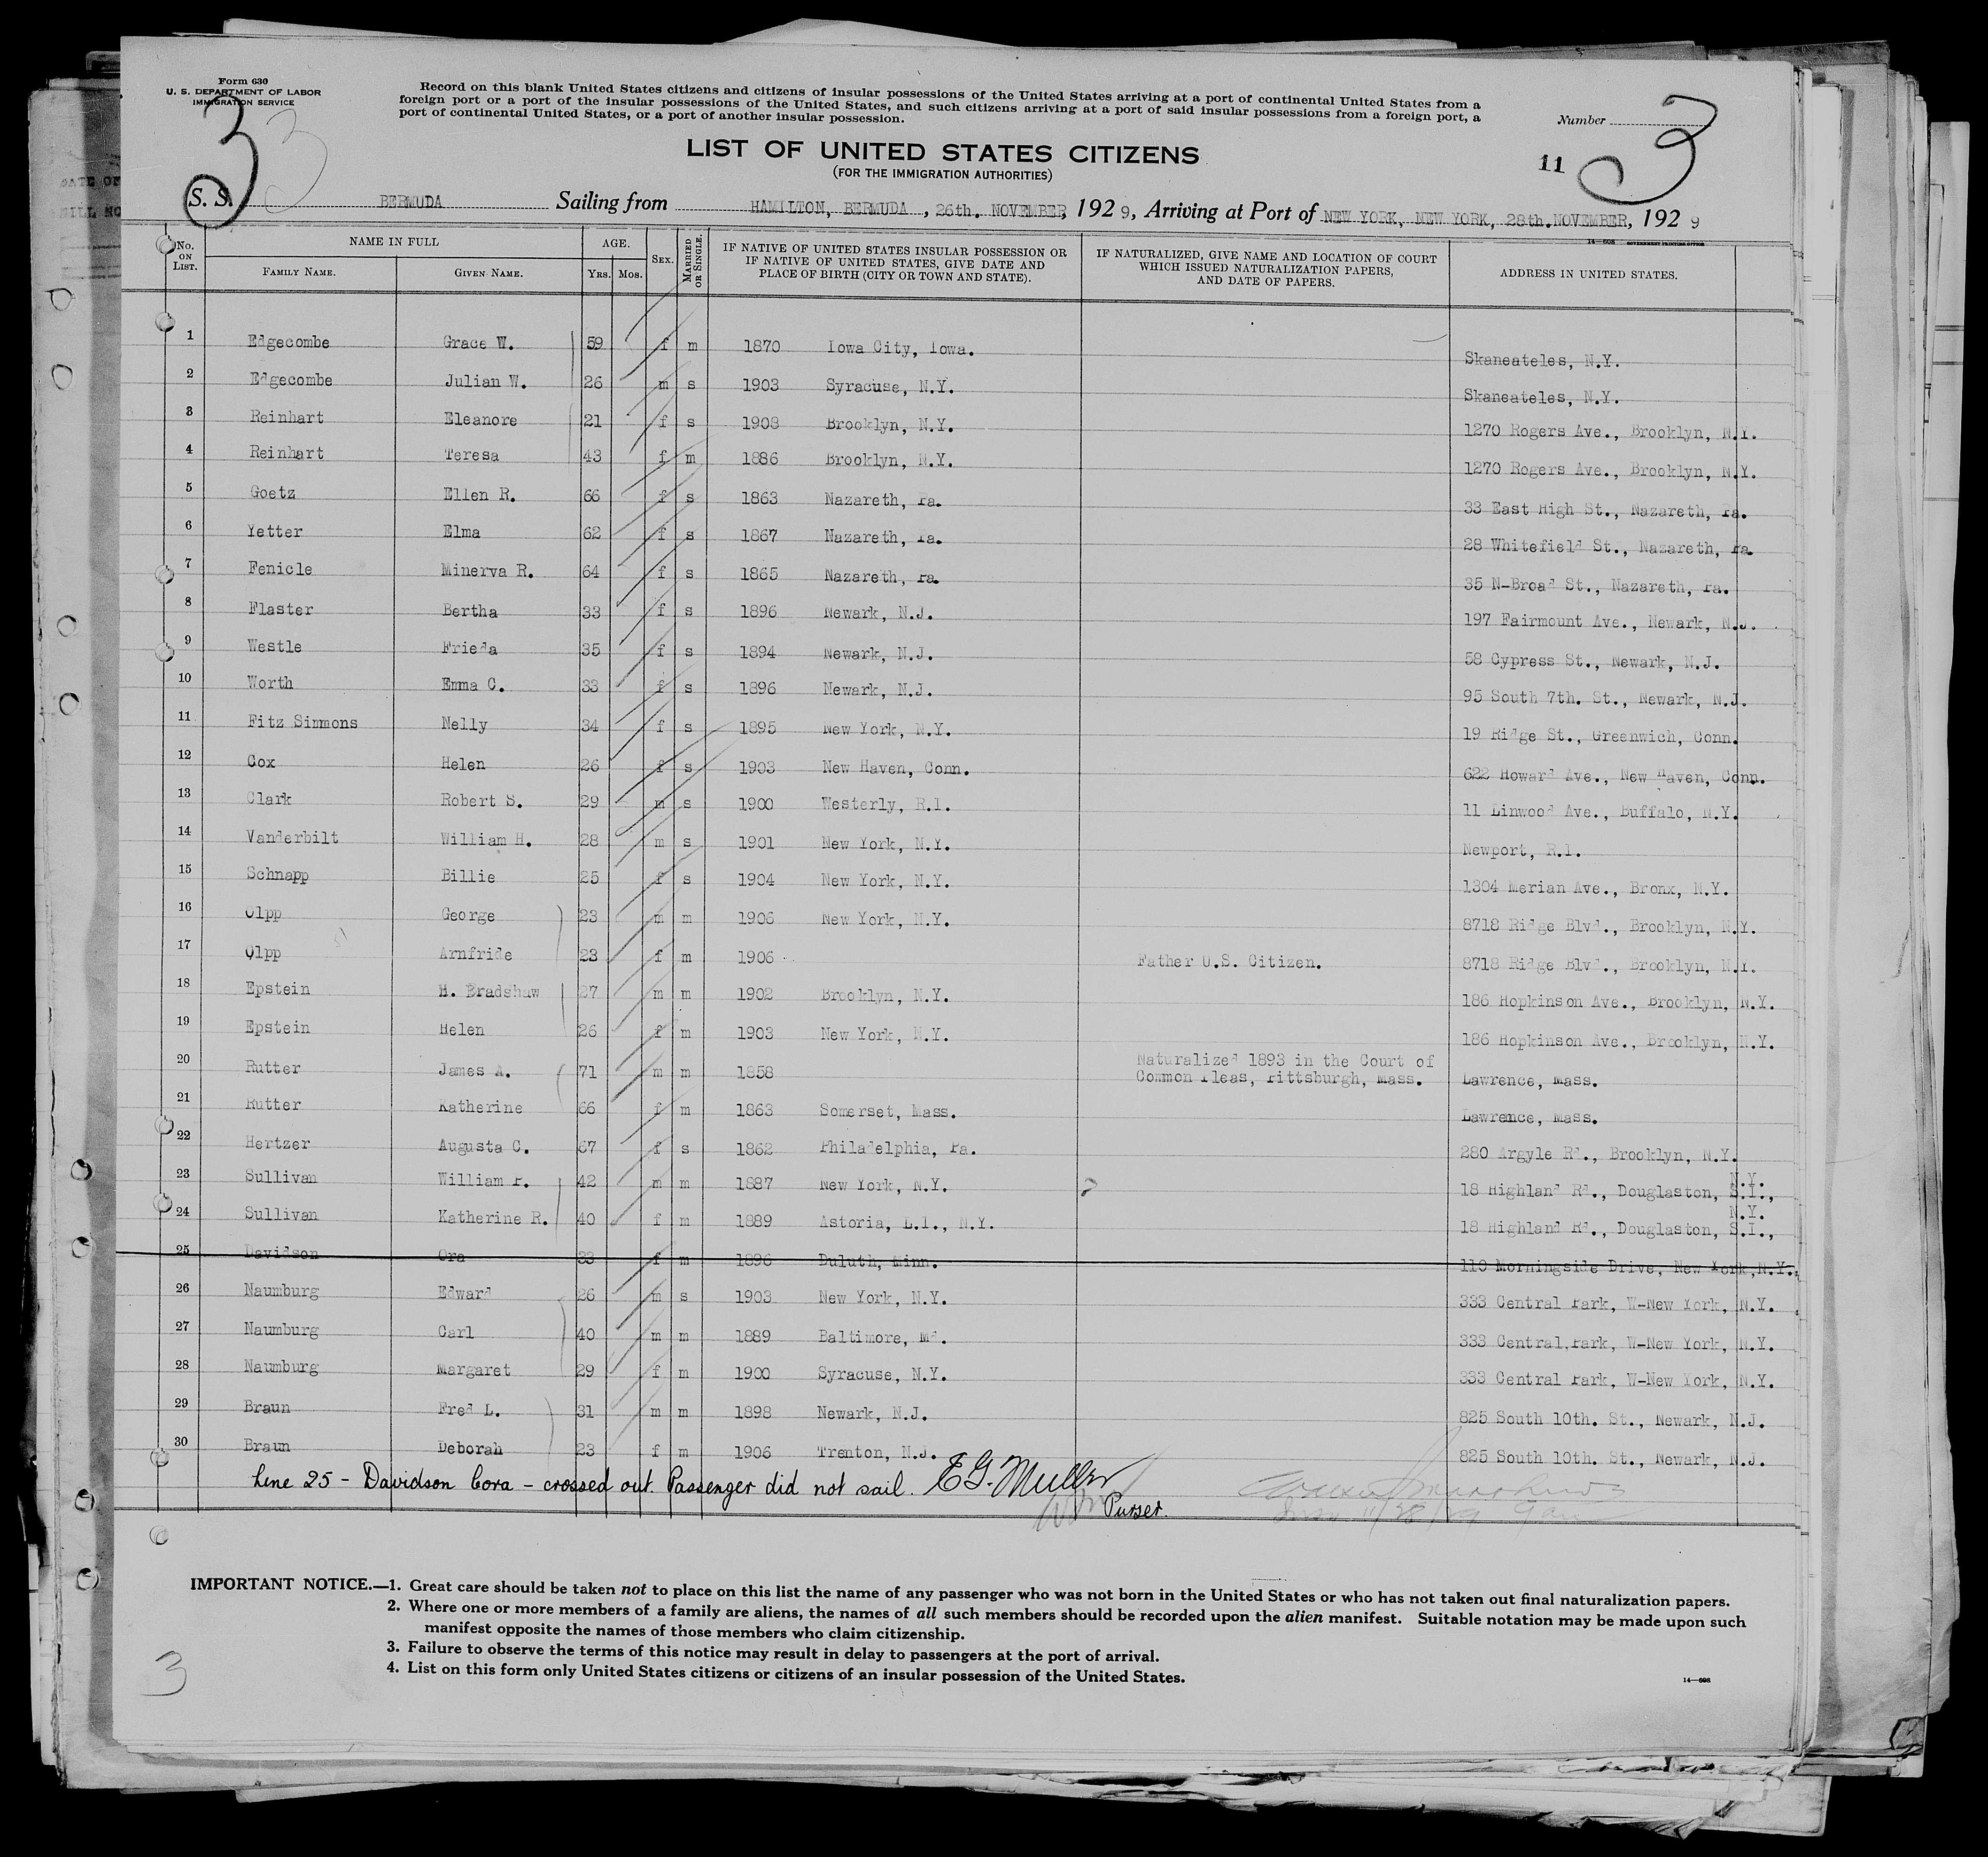 Form 630
U. S. DEPARTMENT OF LABOR
IMMIGRATION SERVICE
3
3
Record on this blank United States citizens and citizens of insular possessions of the United States arriving at a port of continental United States from a
foreign port or a port of the insular possessions of the United States, and such citizens arriving at a port of said insular possessions from a foreign port, a
port of continental United States, or a port of another insular possession.
Number
LIST OF UNITED STATES CITIZENS
(FOR THE IMMIGRATION AUTHORITIES)
11
3
S. S. BERMUDA Sailing from HAMILTON, BERMUDA, 26th. NOVEMBER, 1929, Arriving at Port of NEW YORK, NEW YORK, 28th. NOVEMBER, 1929
14—698 GOVERNMENT PRINTING OFFICE
No. ON LIST. NAME IN FULL FAMILY NAME. GIVEN NAME. AGE. YRS. MOS. SEX. MARRIED OR SINGLE. IF NATIVE OF UNITED STATES INSULAR POSSESSION OR IF NATIVE OF UNITED STATES, GIVE DATE AND PLACE OF BIRTH (CITY OR TOWN AND STATE). IF NATURALIZED, GIVE NAME AND LOCATION OF COURT WHICH ISSUED NATURALIZATION PAPERS, AND DATE OF PAPERS. ADDRESS IN UNITED STATES.
1 Edgecombe Grace W. 59 f m 1870 Iowa City, Iowa. Skaneateles, N.Y.
2 Edgecombe Julian W. 26 m s 1903 Syracuse, N.Y. Skaneateles, N.Y.
3 Reinhart Eleanore 21 f s 1908 Brooklyn, N.Y. 1270 Rogers Ave., Brooklyn, N.Y.
4 Reinhart Teresa 43 f m 1886 Brooklyn, N.Y. 1270 Rogers Ave., Brooklyn, N.Y.
5 Goetz Ellen R. 66 f s 1863 Nazareth, Pa. 33 East High St., Nazareth, Pa.
6 Yetter Elma 62 f s 1867 Nazareth, Pa. 28 Whitefield St., Nazareth, Pa.
7 Fenicle Minerva R. 64 f s 1865 Nazareth, Pa. 35 N-Broad St., Nazareth, Pa.
8 Flaster Bertha 33 f s 1896 Newark, N.J. 197 Fairmount Ave., Newark, N.J.
9 Westle Frieda 35 f s 1894 Newark, N.J. 58 Cypress St., Newark, N.J.
10 Worth Emma C. 33 f s 1896 Newark, N.J. 95 South 7th. St., Newark, N.J.
11 Fitz Simmons Nelly 34 f s 1895 New York, N.Y. 19 Ridge St., Greenwich, Conn.
12 Cox Helen 26 f s 1903 New Haven, Conn. 622 Howard Ave., New Haven, Conn.
13 Clark Robert S. 29 m s 1900 Westerly, R.I. 11 Linwood Ave., Buffalo, N.Y.
14 Vanderbilt William H. 28 m s 1901 New York, N.Y. Newport, R.I.
15 Schnapp Billie 25 f s 1904 New York, N.Y. 1304 Merian Ave., Bronx, N.Y.
16 Olpp George 23 m m 1906 New York, N.Y. 8718 Ridge Blvd., Brooklyn, N.Y.
17 Olpp Arnfride 23 f m 1906 Father U.S. Citizen. 8718 Ridge Blvd., Brooklyn, N.Y.
18 Epstein H. Bradshaw 27 m m 1902 Brooklyn, N.Y. 186 Hopkinson Ave., Brooklyn, N.Y.
19 Epstein Helen 26 f m 1903 New York, N.Y. 186 Hopkinson Ave., Brooklyn, N.Y.
20 Rutter James A. 71 m m 1858 Naturalized 1893 in the Court of Common Pleas, Pittsburgh, Mass. Lawrence, Mass.
21 Rutter Katherine 66 f m 1863 Somerset, Mass. Lawrence, Mass.
22 Hertzer Augusta C. 67 f s 1862 Philadelphia, Pa. 280 Argyle Rd., Brooklyn, N.Y.
23 Sullivan William P. 42 m m 1887 New York, N.Y. ? 18 Highland Rd., Douglaston, S.I., N.Y.
24 Sullivan Katherine R. 40 f m 1889 Astoria, L.I., N.Y. 18 Highland Rd., Douglaston, S.I., N.Y.
25 Davidson Ora 33 f m 1896 Duluth, Minn. 110 Morningside Drive, New York, N.Y.
26 Naumburg Edward 26 m s 1903 New York, N.Y. 333 Central Park, W-New York, N.Y.
27 Naumburg Carl 40 m m 1889 Baltimore, Md. 333 Central Park, W-New York, N.Y.
28 Naumburg Margaret 29 f m 1900 Syracuse, N.Y. 333 Central Park, W-New York, N.Y.
29 Braun Fred L. 31 m m 1898 Newark, N.J. 825 South 10th. St., Newark, N.J.
30 Braun Deborah 23 f m 1906 Trenton, N.J. 825 South 10th. St., Newark, N.J.
Line 25 - Davidson Cora - crossed out. Passenger did not sail. E G. Muller
Purser.
IMPORTANT NOTICE.—1. Great care should be taken not to place on this list the name of any passenger who was not born in the United States or who has not taken out final naturalization papers.
2. Where one or more members of a family are aliens, the names of all such members should be recorded upon the alien manifest. Suitable notation may be made upon such
manifest opposite the names of those members who claim citizenship.
3. Failure to observe the terms of this notice may result in delay to passengers at the port of arrival.
4. List on this form only United States citizens or citizens of an insular possession of the United States.
14—698
3